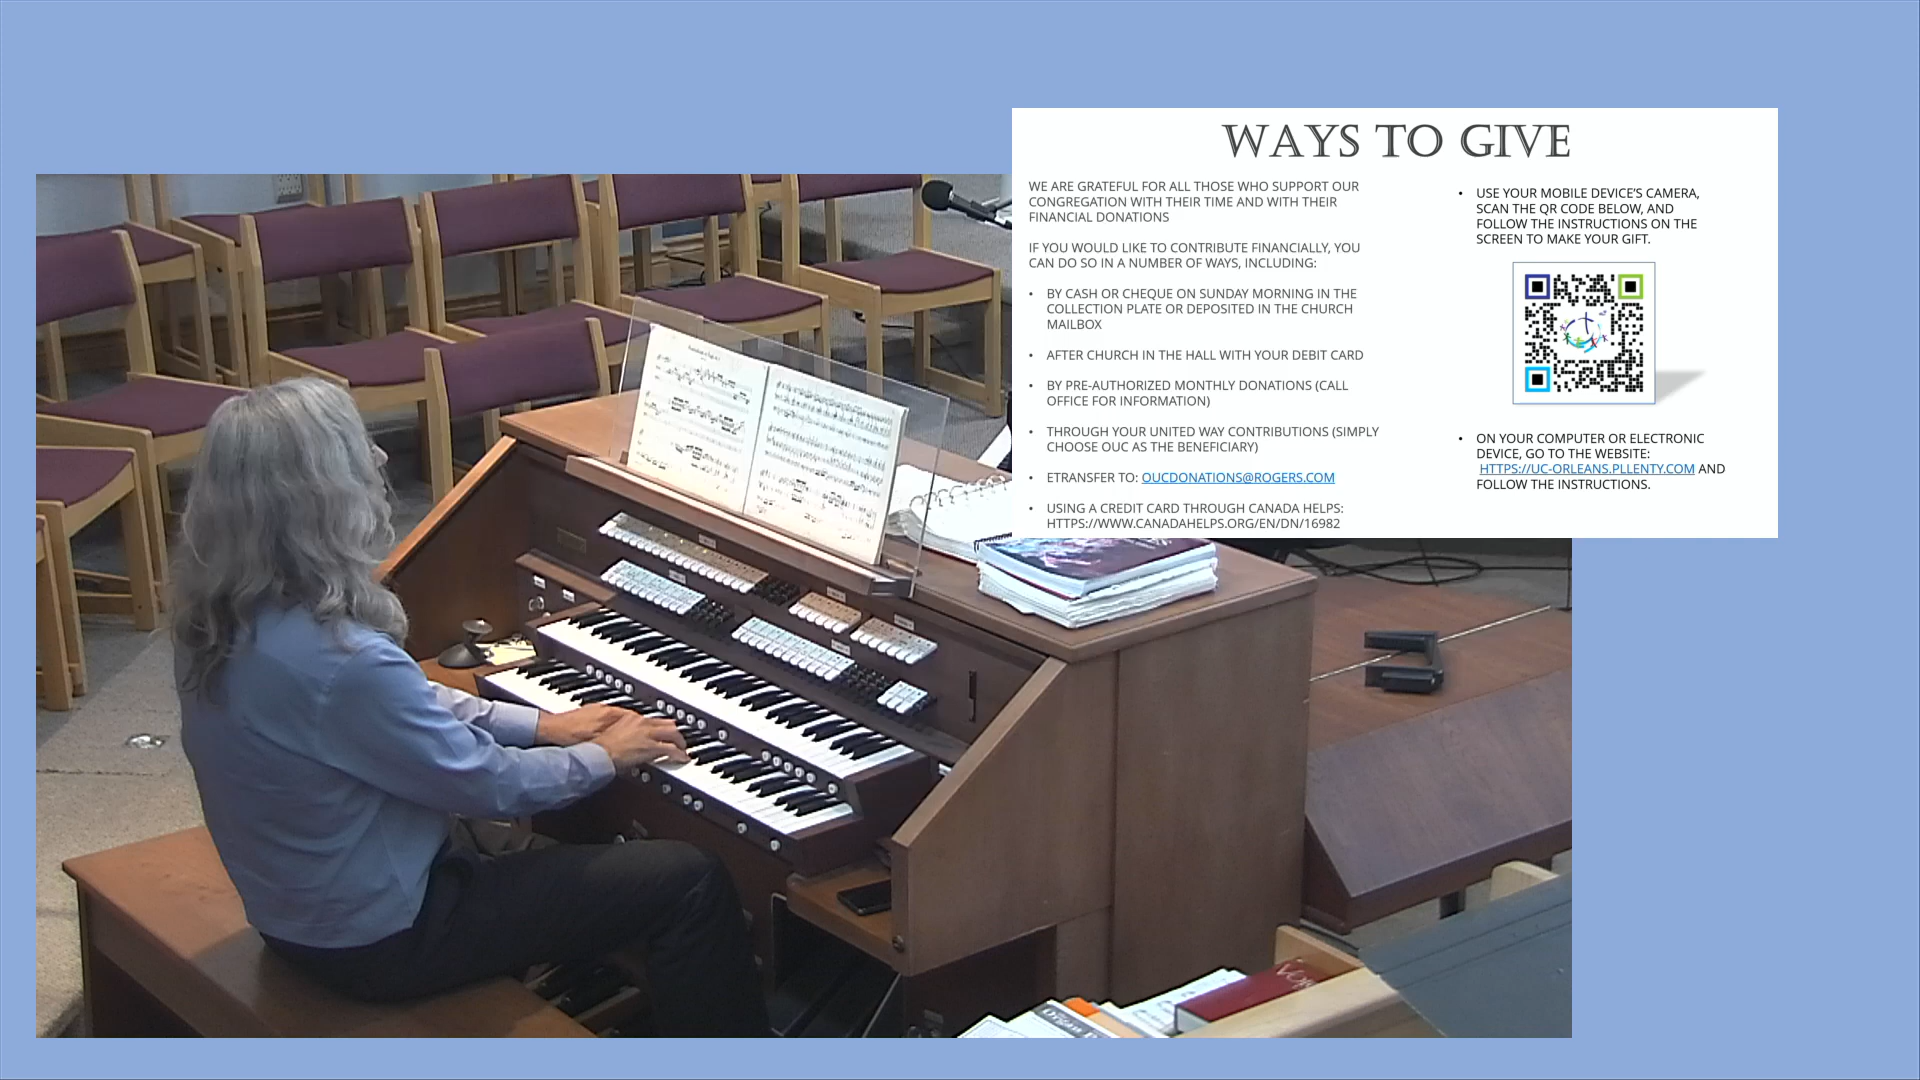 WAYS TO GIVE
WE ARE GRATEFUL FOR ALL THOSE WHO SUPPORT OUR
CONGREGATION WITH THEIR TIME AND WITH THEIR
FINANCIAL DONATIONS
IF YOU WOULD LIKE TO CONTRIBUTE FINANCIALLY, YOU
CAN DO SO IN A NUMBER OF WAYS, INCLUDING:
• BY CASH OR CHEQUE ON SUNDAY MORNING IN THE
COLLECTION PLATE OR DEPOSITED IN THE CHURCH
MAILBOX
• AFTER CHURCH IN THE HALL WITH YOUR DEBIT CARD
• BY PRE-AUTHORIZED MONTHLY DONATIONS (CALL
OFFICE FOR INFORMATION)
• THROUGH YOUR UNITED WAY CONTRIBUTIONS (SIMPLY
CHOOSE OUC AS THE BENEFICIARY)
• ETRANSFER TO: OUCDONATIONS@ROGERS.COM
• USING A CREDIT CARD THROUGH CANADA HELPS:
HTTPS://WWW.CANADAHELPS.ORG/EN/DN/16982
• USE YOUR MOBILE DEVICE'S CAMERA,
SCAN THE QR CODE BELOW, AND
FOLLOW THE INSTRUCTIONS ON THE
SCREEN TO MAKE YOUR GIFT.
• ON YOUR COMPUTER OR ELECTRONIC
DEVICE, GO TO THE WEBSITE:
HTTPS://UC-ORLEANS.PLLENTY.COM AND
FOLLOW THE INSTRUCTIONS.
Organ